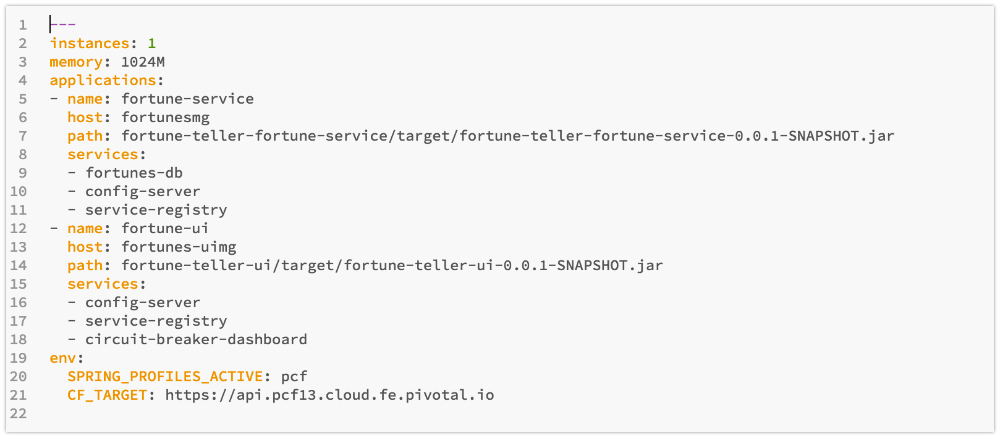 1 ---
2 instances: 1
3 memory: 1024M
4 applications:
5 - name: fortune-service
6   host: fortunesmg
7   path: fortune-teller-fortune-service/target/fortune-teller-fortune-service-0.0.1-SNAPSHOT.jar
8   services:
9   - fortunes-db
10   - config-server
11   - service-registry
12 - name: fortune-ui
13   host: fortunes-uimg
14   path: fortune-teller-ui/target/fortune-teller-ui-0.0.1-SNAPSHOT.jar
15   services:
16   - config-server
17   - service-registry
18   - circuit-breaker-dashboard
19 env:
20   SPRING_PROFILES_ACTIVE: pcf
21   CF_TARGET: https://api.pcf13.cloud.fe.pivotal.io
22